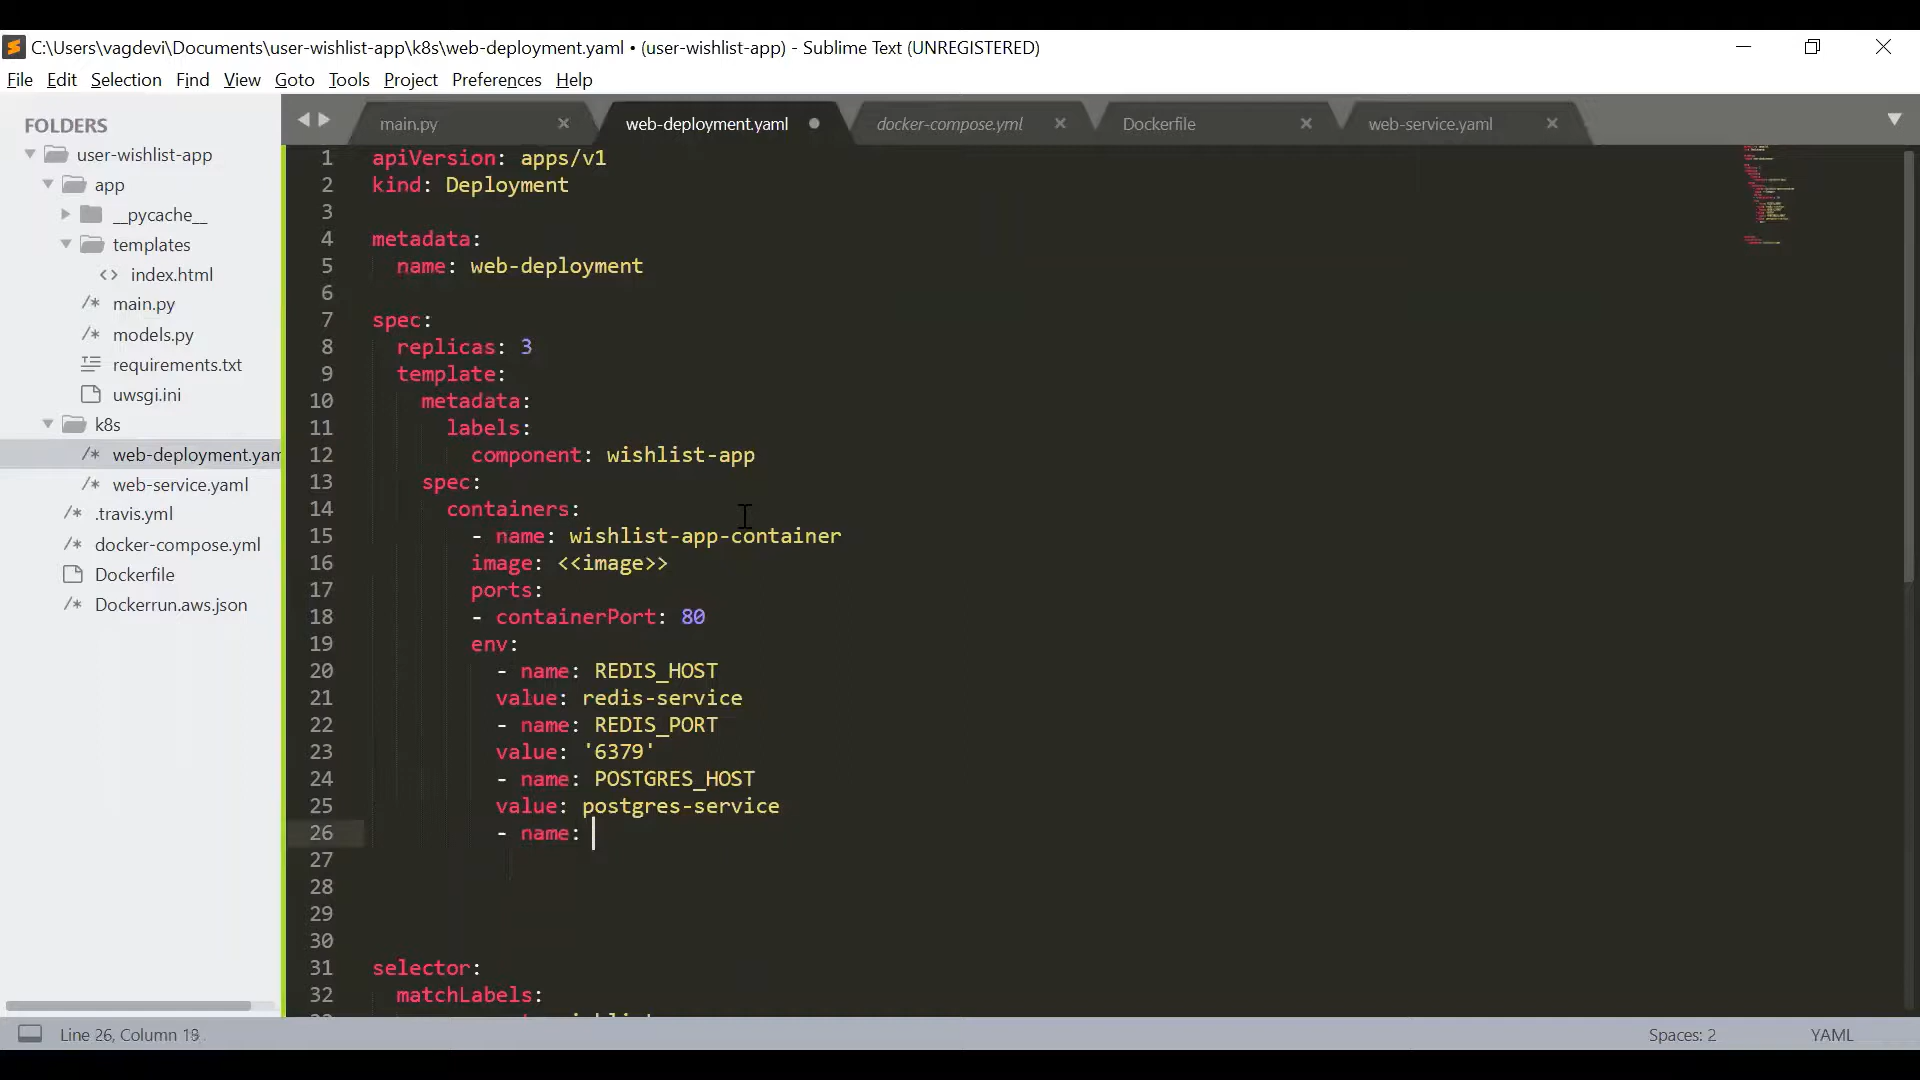 C:\Users\vagdevi\Documents\user-wishlist-app\k8s\web-deployment.yaml • (user-wishlist-app) - Sublime Text (UNREGISTERED)
File Edit Selection Find View Goto Tools Project Preferences Help
FOLDERS
user-wishlist-app
app
__pycache__
templates
<> index.html
/* main.py
/* models.py
requirements.txt
uwsgi.ini
k8s
/* web-deployment.yam
/* web-service.yaml
/* .travis.yml
/* docker-compose.yml
Dockerfile
/* Dockerrun.aws.json
main.py web-deployment.yaml docker-compose.yml Dockerfile web-service.yaml
1 apiVersion: apps/v1
2 kind: Deployment
3
4 metadata:
5 name: web-deployment
6
7 spec:
8 replicas: 3
9 template:
10 metadata:
11 labels:
12 component: wishlist-app
13 spec:
14 containers:
15 - name: wishlist-app-container
16 image: <<image>>
17 ports:
18 - containerPort: 80
19 env:
20 - name: REDIS_HOST
21 value: redis-service
22 - name: REDIS_PORT
23 value: '6379'
24 - name: POSTGRES_HOST
25 value: postgres-service
26 - name:
27
28
29
30
31 selector:
32 matchLabels:
Line 26, Column 19 Spaces: 2 YAML